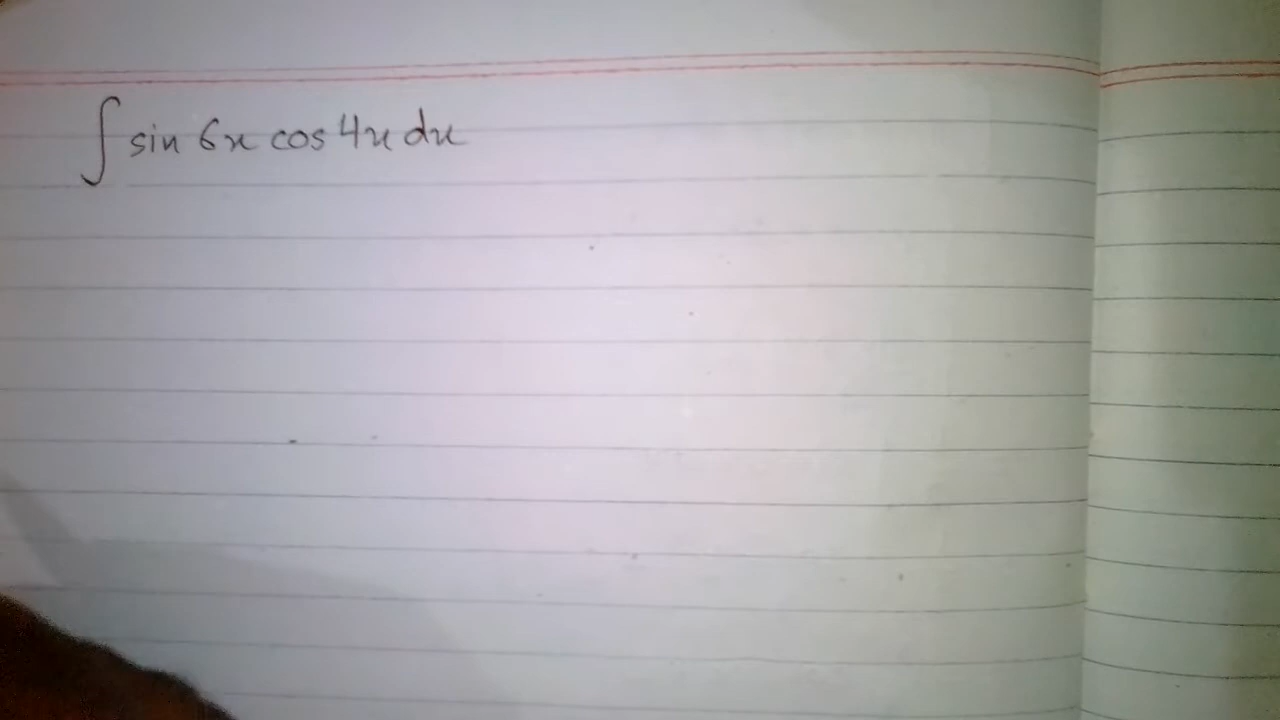 ∫ sin 6x cos 4x dx